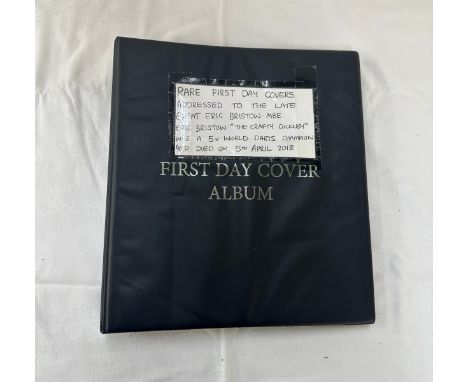 RARE FIRST DAY COVERS
ADDRESSED TO THE LATE
GREAT ERIC BRISTOW MBE.
ERIC BRISTOW "THE CRAFTY COCKNEY"
WAS A 5X WORLD DARTS CHAMPION
AND DIED ON 5TH APRIL 2018
FIRST DAY COVER
ALBUM